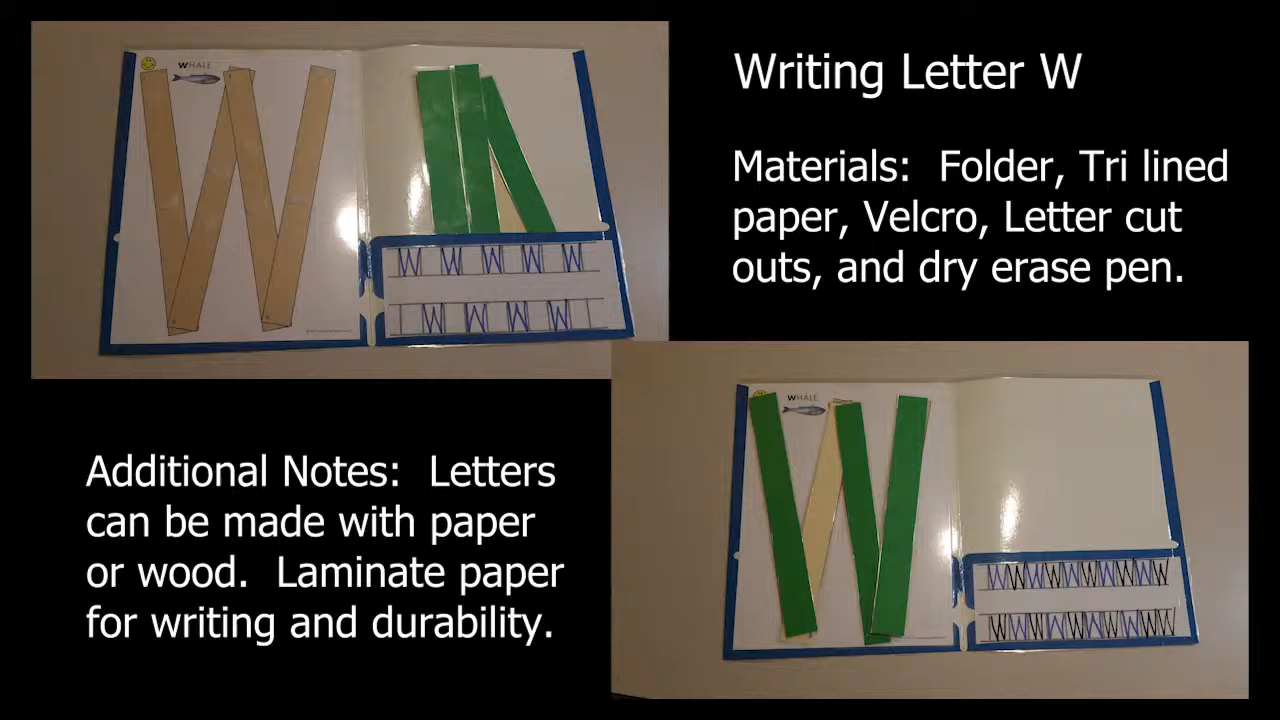 Writing Letter W
WHALE
W W W W W
W W W W
Materials: Folder, Tri lined
paper, Velcro, Letter cut
outs, and dry erase pen.
Additional Notes: Letters
can be made with paper
or wood. Laminate paper
for writing and durability.
WHALE